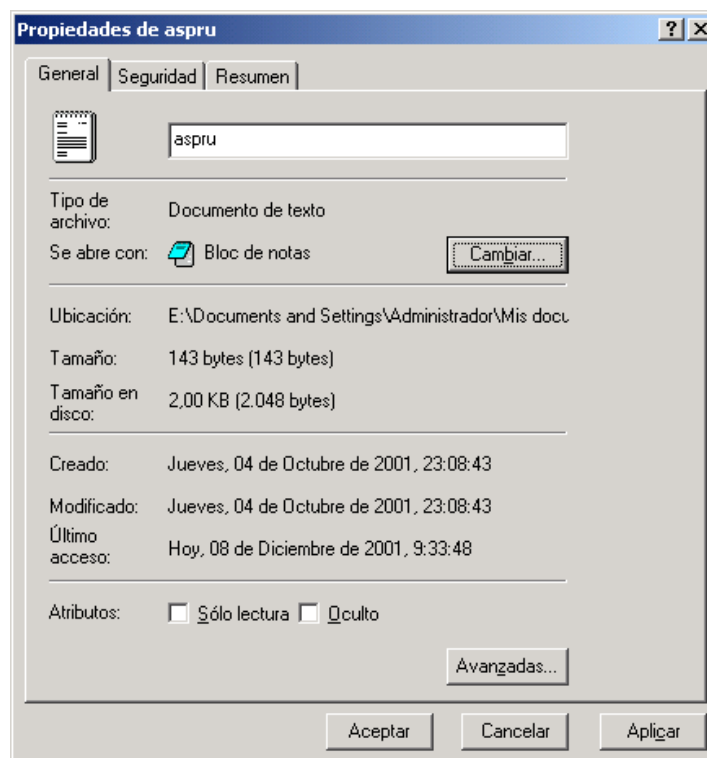 Propiedades de aspru
General Seguridad Resumen
aspru
Tipo de archivo: Documento de texto
Se abre con: Bloc de notas Cambiar...
Ubicación: E:\Documents and Settings\Administrador\Mis docu
Tamaño: 143 bytes (143 bytes)
Tamaño en disco: 2,00 KB (2.048 bytes)
Creado: Jueves, 04 de Octubre de 2001, 23:08:43
Modificado: Jueves, 04 de Octubre de 2001, 23:08:43
Último acceso: Hoy, 08 de Diciembre de 2001, 9:33:48
Atributos: Sólo lectura Oculto
Avanzadas...
Aceptar Cancelar Aplicar